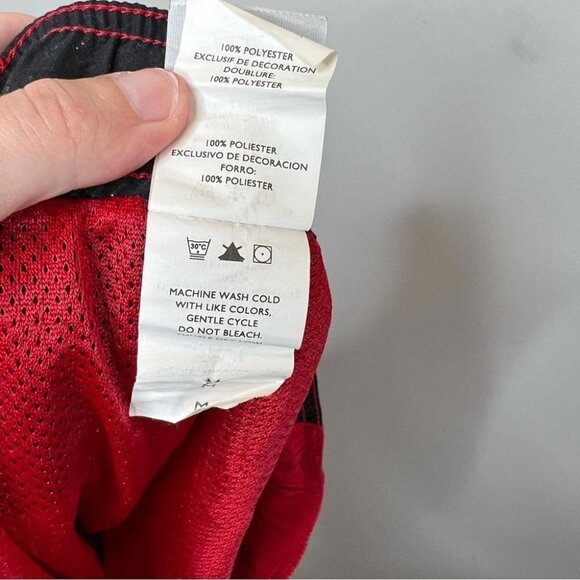 100% POLYESTER
EXCLUSIF DE DECORATION
DOUBLURE:
100% POLYESTER
100% POLIESTER
EXCLUSIVO DE DECORACION
FORRO:
100% POLIESTER
30°C
MACHINE WASH COLD
WITH LIKE COLORS,
GENTLE CYCLE
DO NOT BLEACH.
M